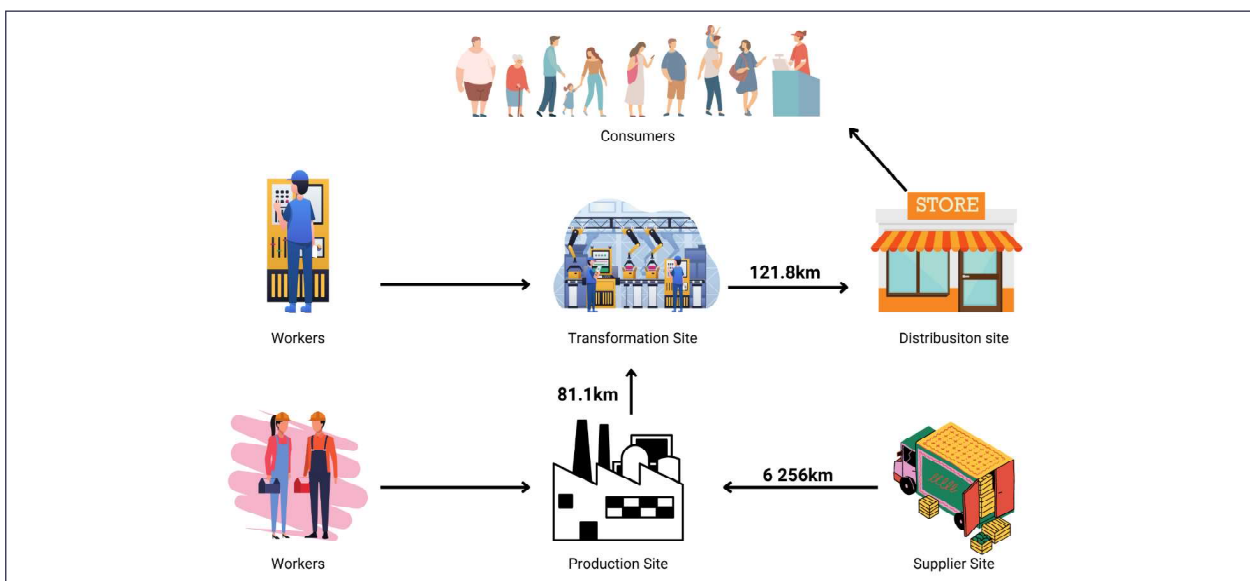 Consumers
STORE
121.8km
Workers
Transformation Site
Distribusiton site
81.1km
6 256km
Workers
Production Site
Supplier Site